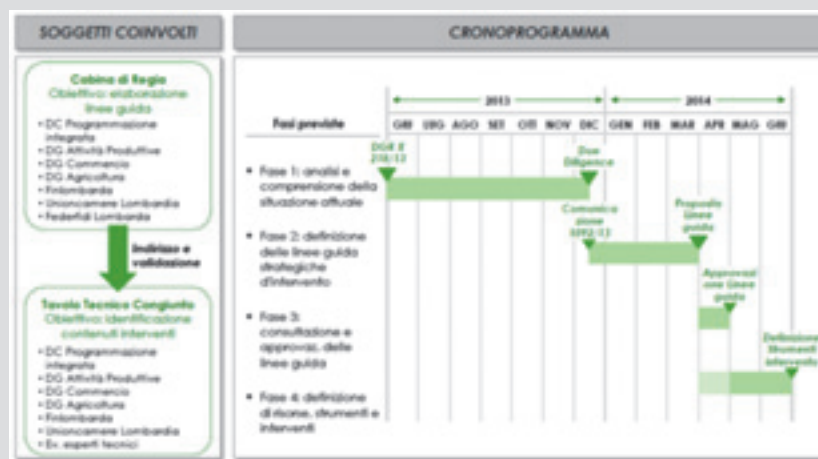 SOGGETTI COINVOLTI
Cabina di Regia
Obiettivo: elaborazione
linee guida
• DC Programmazione
integrata
• DG Attività Produttive
• DG Commercio
• DG Agricoltura
• Finlombarda
• Unioncamere Lombardia
• Federfidi Lombarda
Indirizzo e
validazione
Tavolo Tecnico Congiunto
Obiettivo: identificazione
contenuti interventi
• DC Programmazione
integrata
• DG Attività Produttive
• DG Commercio
• DG Agricoltura
• Finlombarda
• Unioncamere Lombardia
• Ev. esperti tecnici
CRONOPROGRAMMA
2013
2014
Fasi previste
GIU LUG AGO SET OTT NOV DIC GEN FEB MAR APR MAG GIU
DGR X
Due
Diligence
• Fase 1: analisi e
comprensione della
situazione attuale
Comunica
zione
Proposta
Linee
guida
• Fase 2: definizione
delle linee guida
strategiche
d'intervento
Approvazi
one Linee
guida
• Fase 3:
consultazione e
approvaz. delle
linee guida
Definizione
Strumenti
intervento
• Fase 4: definizione
di risorse, strumenti e
interventi